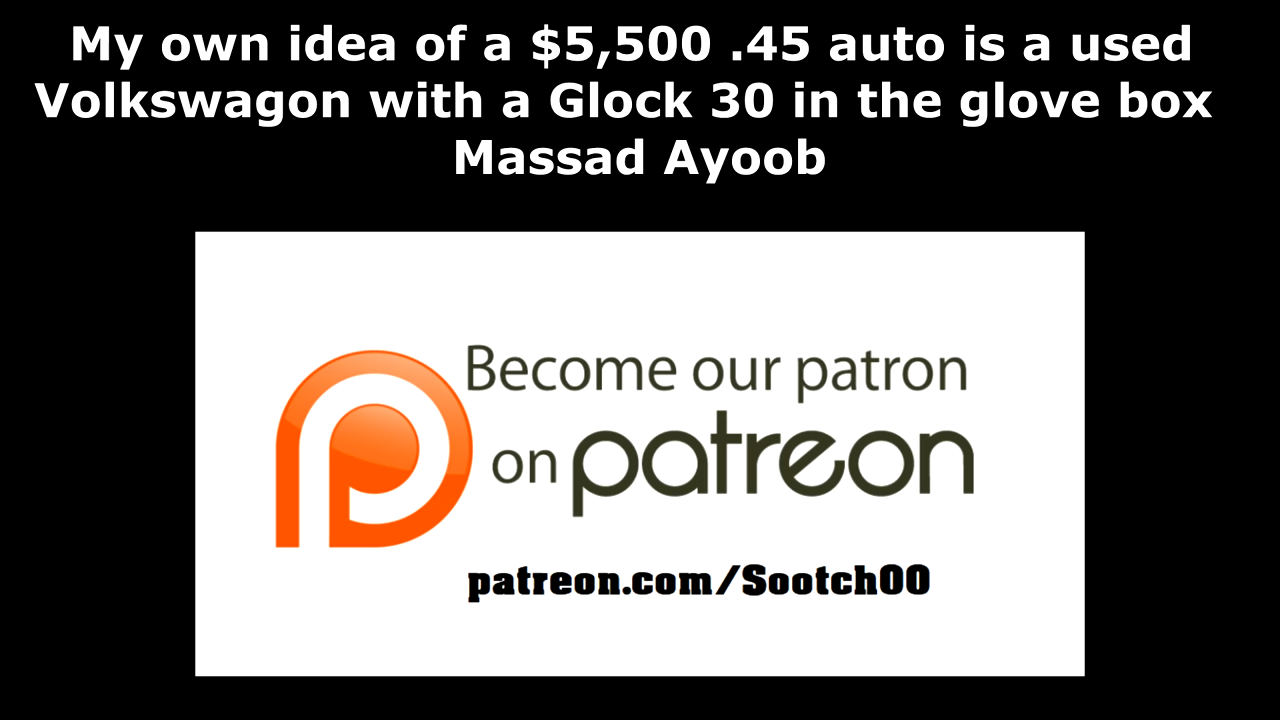 My own idea of a $5,500 .45 auto is a used
Volkswagon with a Glock 30 in the glove box
Massad Ayoob
Become our patron
on patreon
patreon.com/Sootch00